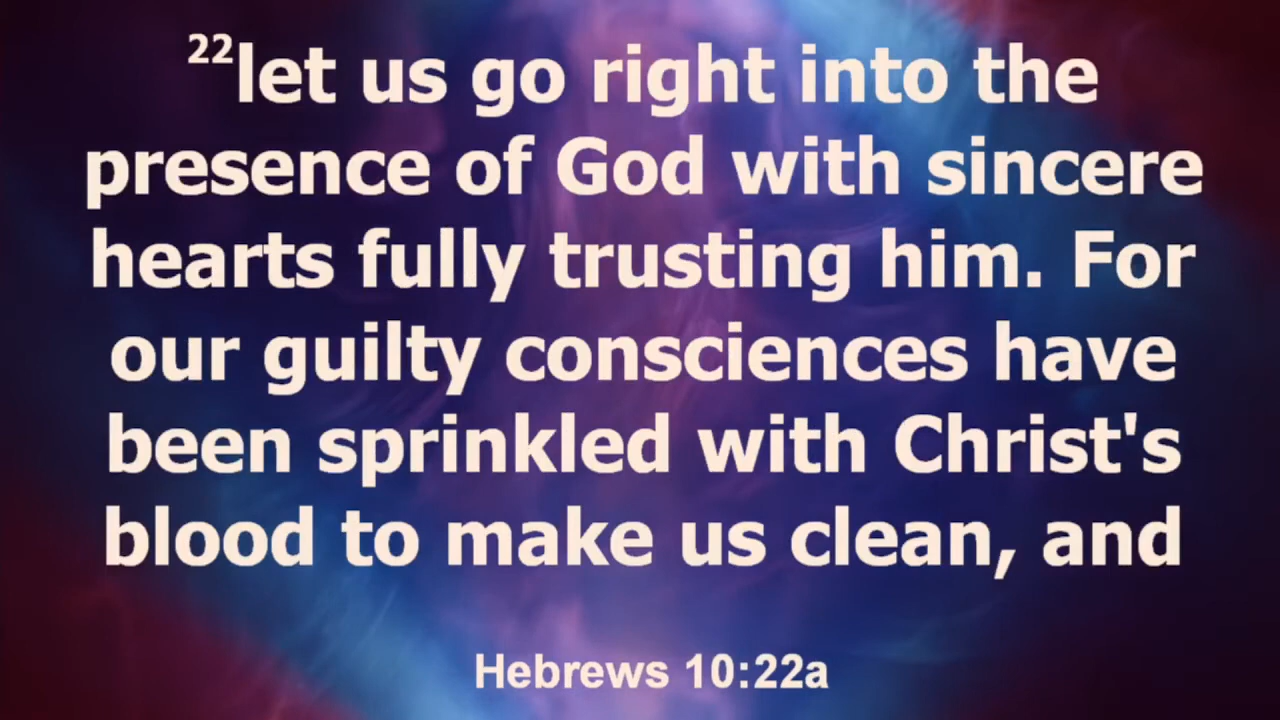 22let us go right into the
presence of God with sincere
hearts fully trusting him. For
our guilty consciences have
been sprinkled with Christ's
blood to make us clean, and
Hebrews 10:22a